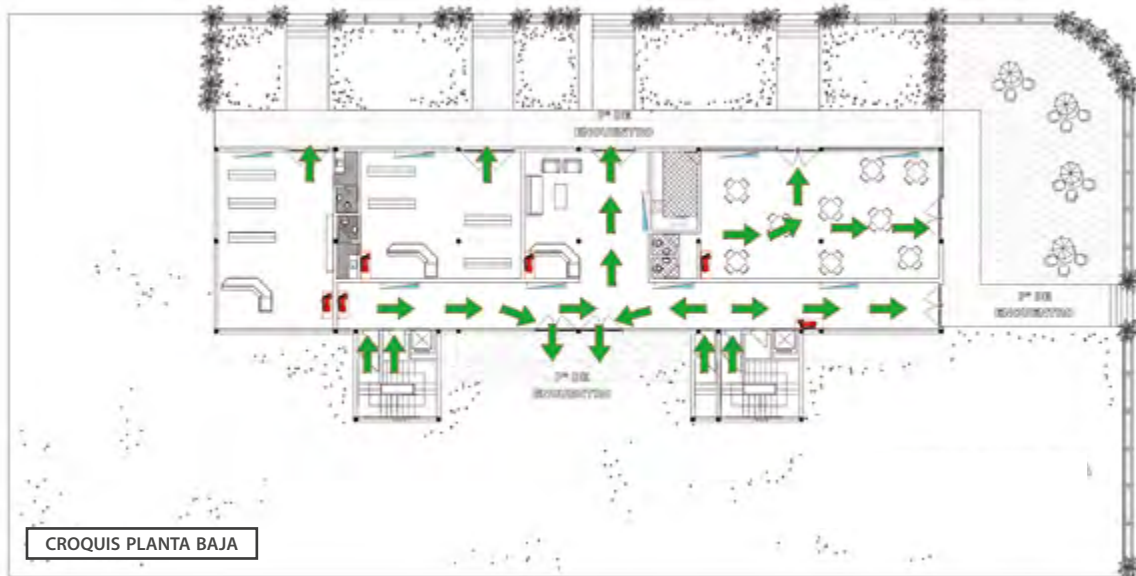 Pº DE
ENCUENTRO
Pº DE
ENCUENTRO
Pº DE
ENCUENTRO
CROQUIS PLANTA BAJA